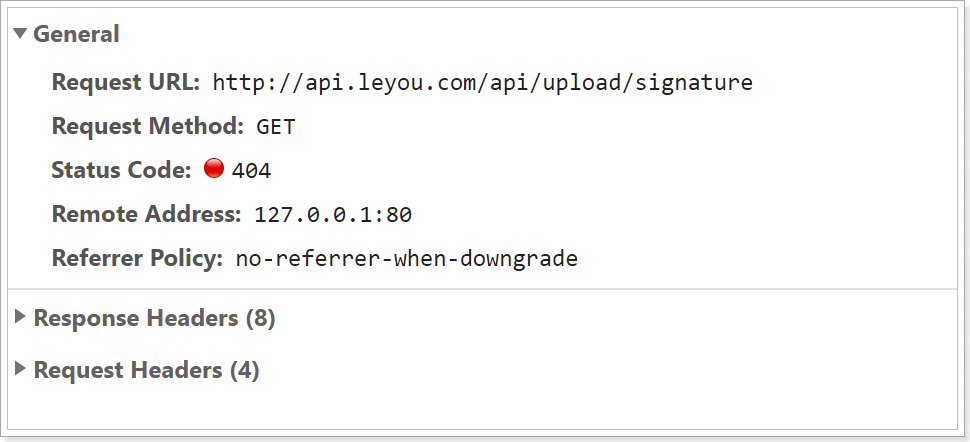 General
Request URL: http://api.leyou.com/api/upload/signature
Request Method: GET
Status Code: 404
Remote Address: 127.0.0.1:80
Referrer Policy: no-referrer-when-downgrade
Response Headers (8)
Request Headers (4)